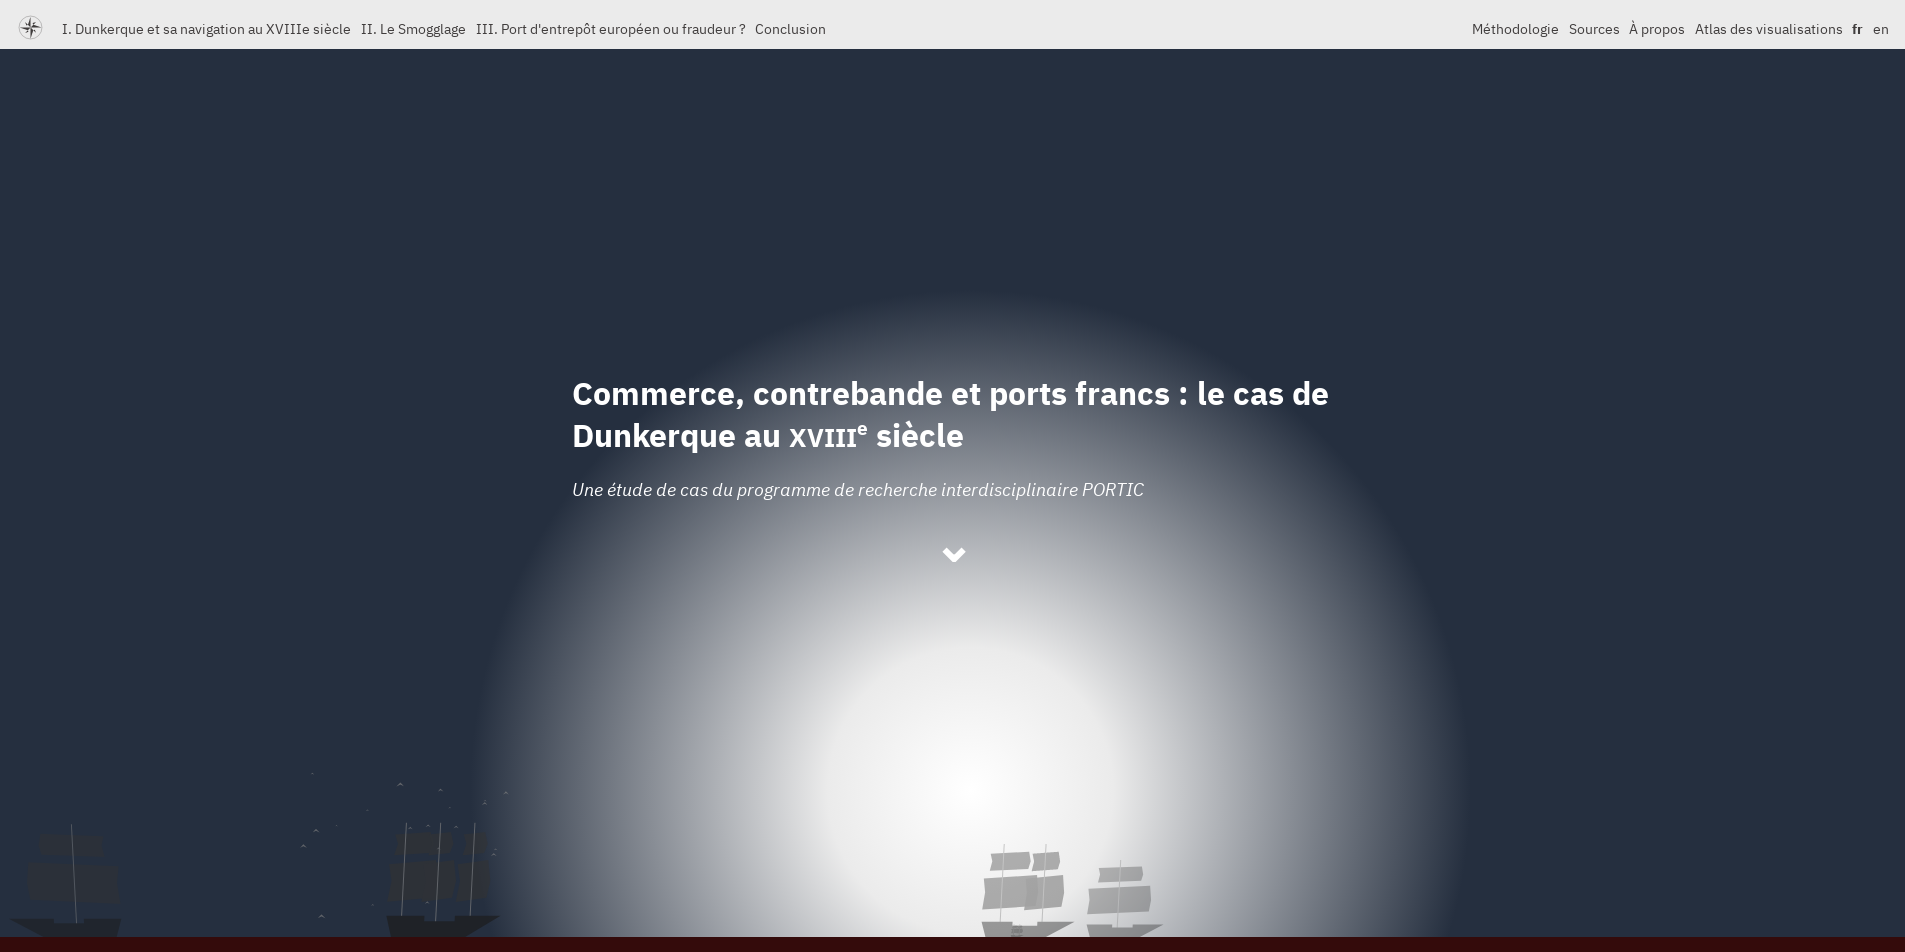 I. Dunkerque et sa navigation au XVIIIe siècle II. Le Smogglage III. Port d'entrepôt européen ou fraudeur ? Conclusion Méthodologie Sources À propos Atlas des visualisations fr en
Commerce, contrebande et ports francs : le cas de
Dunkerque au XVIIIe siècle
Une étude de cas du programme de recherche interdisciplinaire PORTIC